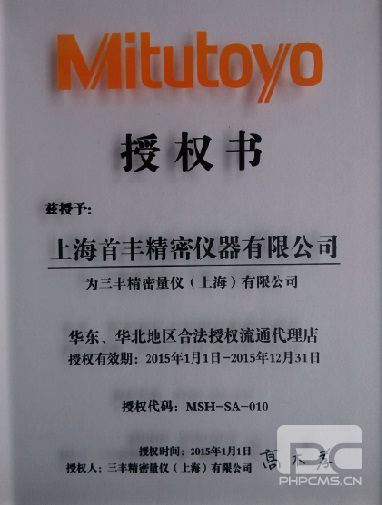 Mitutoyo
授权书
兹授予:
上海首丰精密仪器有限公司
为三丰精密量仪(上海)有限公司
华东、华北地区合法授权流通代理店
授权有效期: 2015年1月1日-2015年12月31日
授权代码: MSH-SA-010
授权时间: 2015年1月1日
授权人: 三丰精密量仪(上海)有限公司
PC
PHPCMS.CN